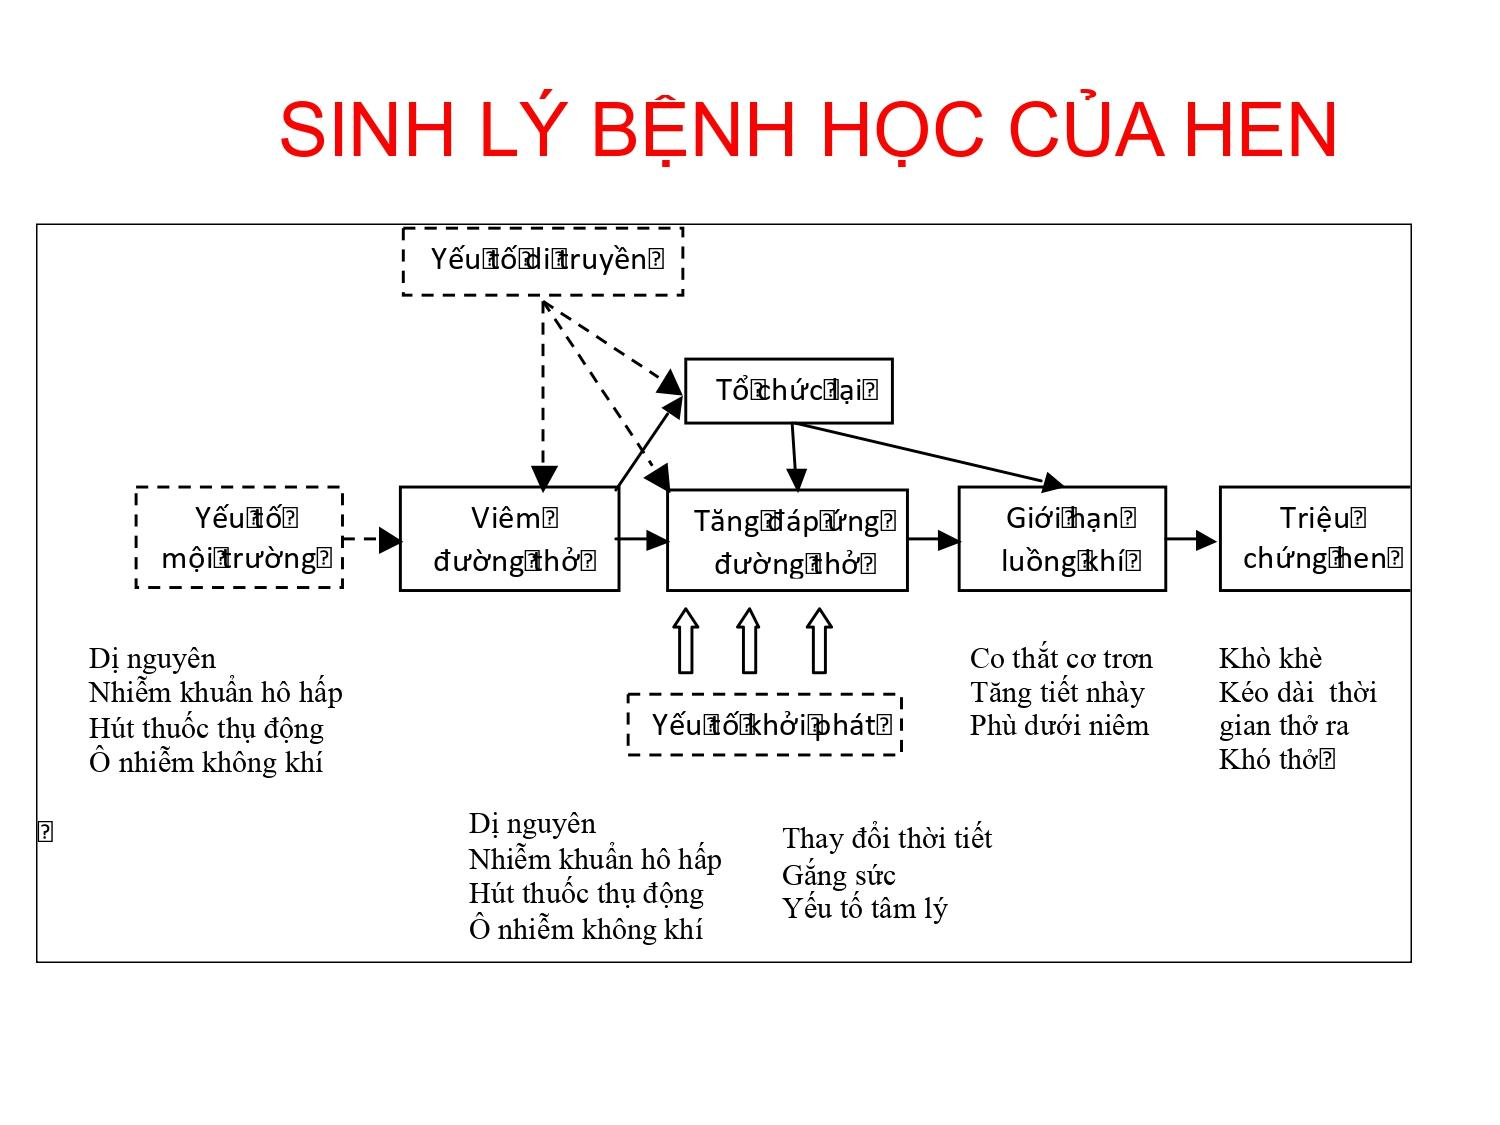 SINH LÝ BỆNH HỌC CỦA HEN
Yếu tố di truyền
Tổ chức lại
Yếu tố
mội trường
Viêm
đường thở
Tăng đáp ứng
đường thở
Giới hạn
luồng khí
Triệu
chứng hen
Dị nguyên
Nhiễm khuẩn hô hấp
Hút thuốc thụ động
Ô nhiễm không khí
Yếu tố khởi phát
Co thắt cơ trơn
Tăng tiết nhày
Phù dưới niêm
Khò khè
Kéo dài thời
gian thở ra
Khó thở
Dị nguyên
Nhiễm khuẩn hô hấp
Hút thuốc thụ động
Ô nhiễm không khí
Thay đổi thời tiết
Gắng sức
Yếu tố tâm lý